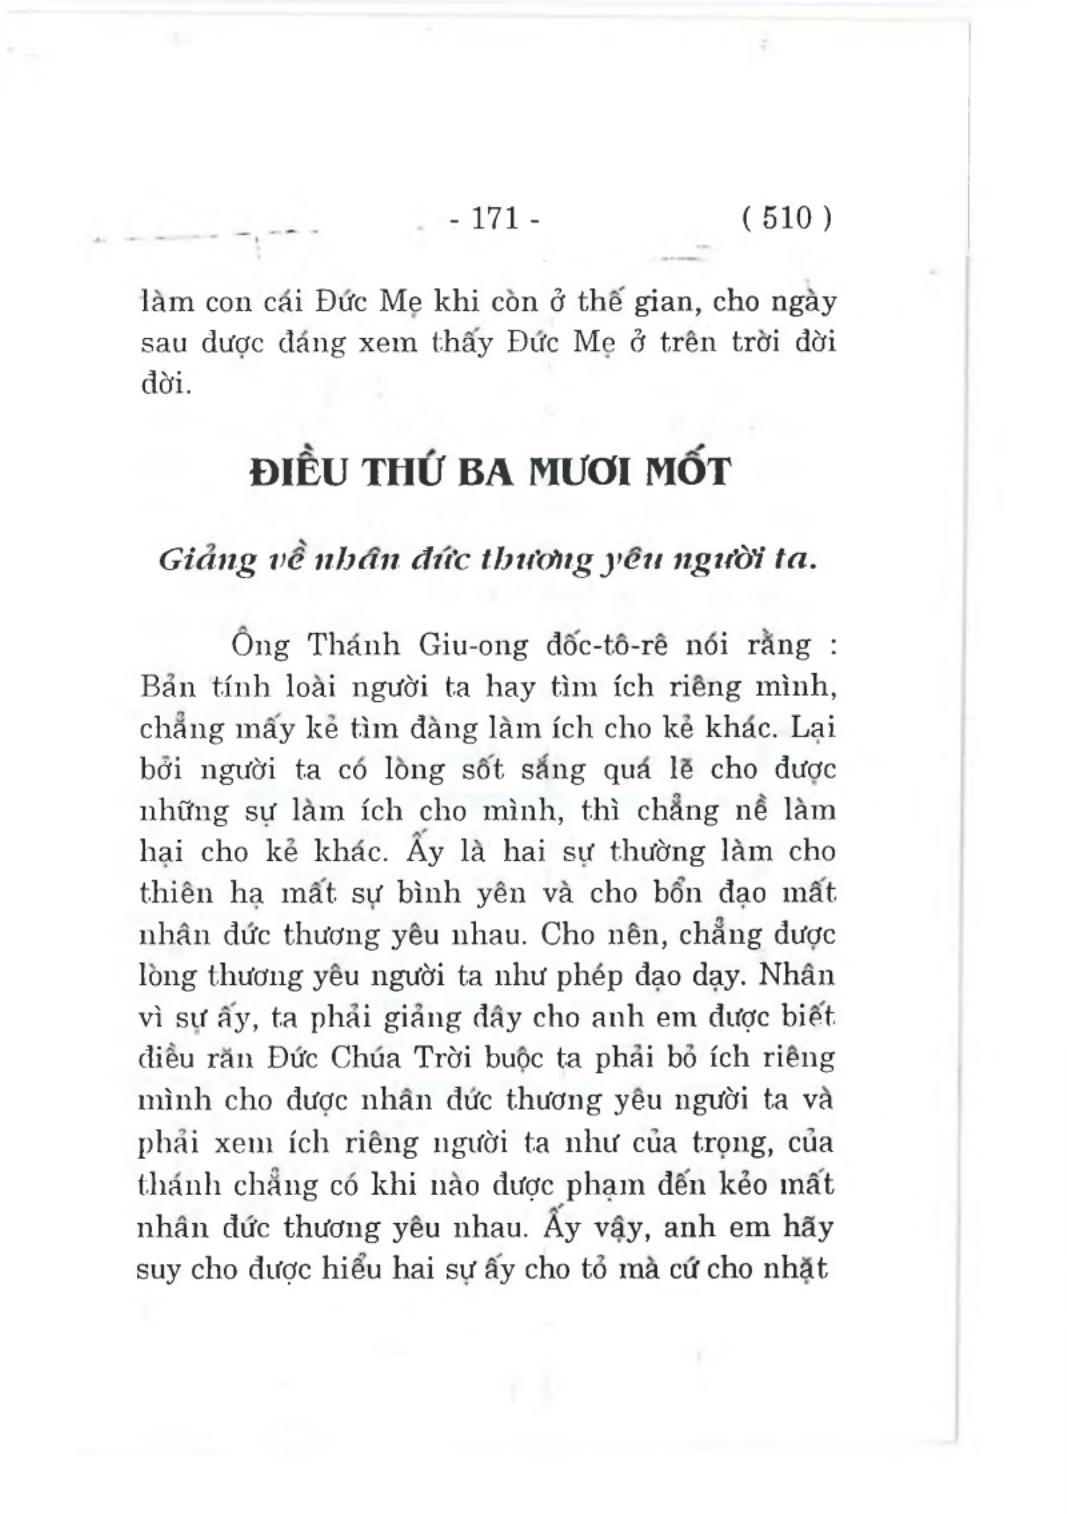 - 171 - ( 510 )
làm con cái Đức Mẹ khi còn ở thế gian, cho ngày
sau được đáng xem thấy Đức Mẹ ở trên trời đời
đời.
ĐIỀU THỨ BA MƯƠI MỐT
Giảng về nhân đức thương yêu người ta.
Ông Thánh Giu-ong đốc-tô-rê nói rằng :
Bản tính loài người ta hay tìm ích riêng mình,
chẳng mấy kẻ tìm đàng làm ích cho kẻ khác. Lại
bởi người ta có lòng sốt sắng quá lẽ cho được
những sự làm ích cho mình, thì chẳng nề làm
hại cho kẻ khác. Ấy là hai sự thường làm cho
thiên hạ mất sự bình yên và cho bổn đạo mất
nhân đức thương yêu nhau. Cho nên, chẳng được
lòng thương yêu người ta như phép đạo dạy. Nhân
vì sự ấy, ta phải giảng đây cho anh em được biết
điều răn Đức Chúa Trời buộc ta phải bỏ ích riêng
mình cho được nhân đức thương yêu người ta và
phải xem ích riêng người ta như của trọng, của
thánh chẳng có khi nào được phạm đến kẻo mất
nhân đức thương yêu nhau. Ấy vậy, anh em hãy
suy cho được hiểu hai sự ấy cho tỏ mà cứ cho nhặt